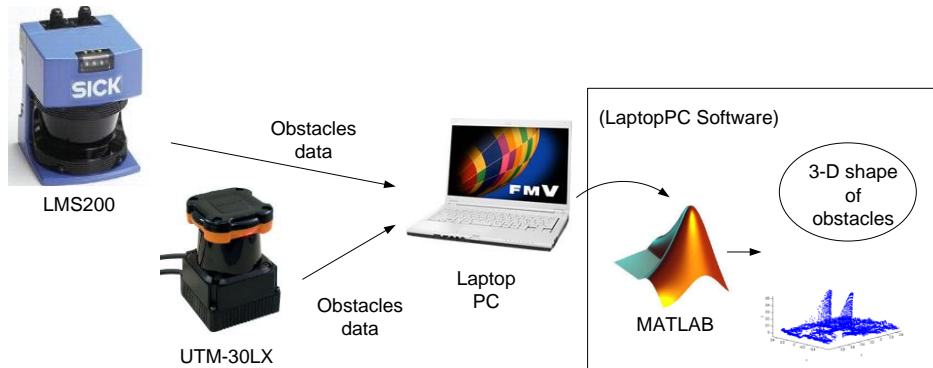 SICK
LMS200
Obstacles
data
UTM-30LX
Obstacles
data
FMV
Laptop
PC
(LaptopPC Software)
MATLAB
3-D shape
of
obstacles